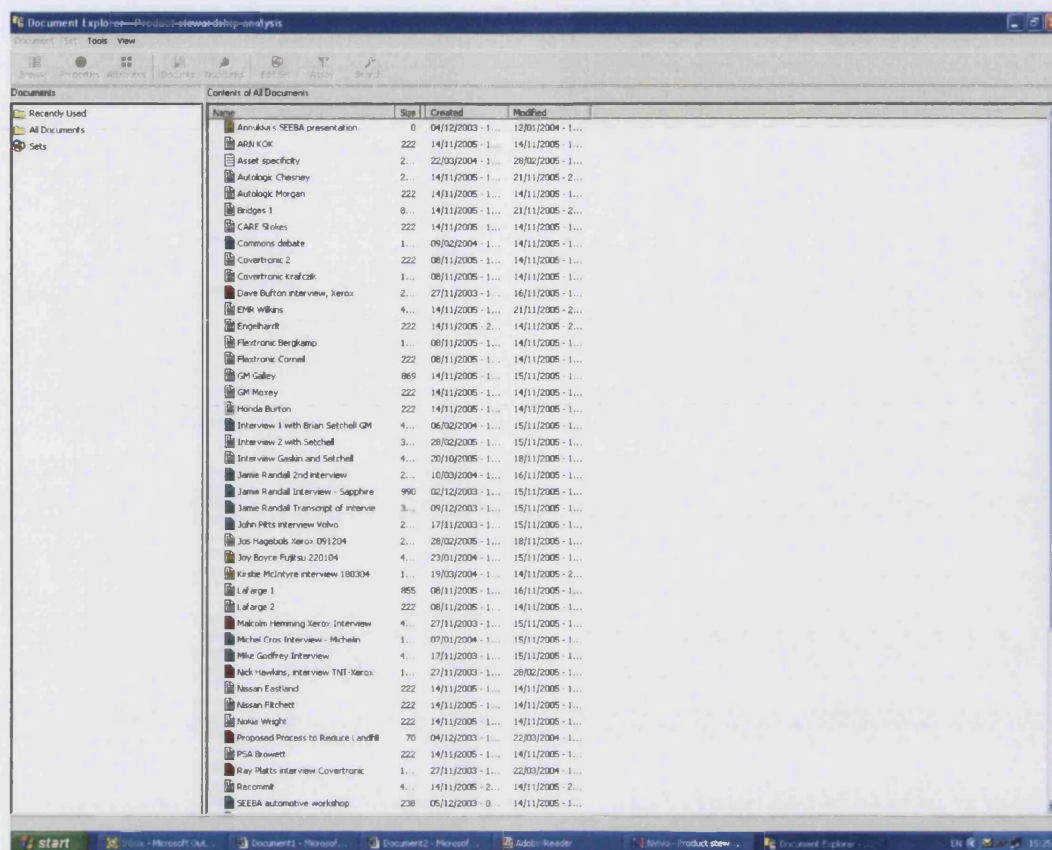 Document Explorer - Product stewardship analysis
Document Set Tools View
Browse Properties Attributes DocLinks NodeLinks Edit Set Assay Search
Documents
Contents of All Documents
Recently Used
All Documents
Sets
Name Size Created Modified
Annukka's SEEBA presentation 0 04/12/2003 - 1... 12/01/2004 - 1...
ARN KOK 222 14/11/2005 - 1... 14/11/2005 - 1...
Asset specificity 2... 22/03/2004 - 1... 28/02/2005 - 1...
Autologic Chesney 2... 14/11/2005 - 1... 21/11/2005 - 2...
Autologic Morgan 222 14/11/2005 - 1... 14/11/2005 - 1...
Bridges 1 8... 14/11/2005 - 1... 21/11/2005 - 2...
CARE Stokes 222 14/11/2005 - 1... 14/11/2005 - 1...
Commons debate 1... 09/02/2004 - 1... 14/11/2005 - 1...
Covertronic 2 222 08/11/2005 - 1... 14/11/2005 - 1...
Covertronic Krafczik 1... 08/11/2005 - 1... 14/11/2005 - 1...
Dave Bufton interview, Xerox 2... 27/11/2003 - 1... 16/11/2005 - 1...
EMR Wilkins 4... 14/11/2005 - 1... 21/11/2005 - 2...
Engelhardt 222 14/11/2005 - 2... 14/11/2005 - 2...
Flextronic Bergkamp 1... 08/11/2005 - 1... 14/11/2005 - 1...
Flextronic Cornell 222 08/11/2005 - 1... 14/11/2005 - 1...
GM Galley 869 14/11/2005 - 1... 15/11/2005 - 1...
GM Moxey 222 14/11/2005 - 1... 14/11/2005 - 1...
Honda Burton 222 14/11/2005 - 1... 14/11/2005 - 1...
Interview 1 with Brian Setchell GM 4... 06/02/2004 - 1... 15/11/2005 - 1...
Interview 2 with Setchell 3... 28/02/2005 - 1... 15/11/2005 - 1...
Interview Gaskin and Setchell 4... 20/10/2005 - 1... 18/11/2005 - 1...
Jamie Randall 2nd interview 2... 10/03/2004 - 1... 16/11/2005 - 1...
Jamie Randall Interview - Sapphire 990 02/12/2003 - 1... 15/11/2005 - 1...
Jamie Randall Transcript of intervie 3... 09/12/2003 - 1... 15/11/2005 - 1...
John Pitts interview Volvo 2... 17/11/2003 - 1... 15/11/2005 - 1...
Jos Hagebols Xerox 091204 2... 28/02/2005 - 1... 18/11/2005 - 1...
Joy Boyce Fujitsu 220104 4... 23/01/2004 - 1... 15/11/2005 - 1...
Kirstie McIntyre interview 180304 1... 19/03/2004 - 1... 14/11/2005 - 2...
Lafarge 1 855 08/11/2005 - 1... 16/11/2005 - 1...
Lafarge 2 222 08/11/2005 - 1... 14/11/2005 - 1...
Malcolm Hemming Xerox Interview 4... 27/11/2003 - 1... 15/11/2005 - 1...
Michel Cros Interview - Michelin 1... 07/01/2004 - 1... 15/11/2005 - 1...
Mike Godfrey Interview 4... 17/11/2003 - 1... 15/11/2005 - 1...
Nick Hawkins, interview TNT-Xerox 1... 27/11/2003 - 1... 28/02/2005 - 1...
Nissan Eastland 222 14/11/2005 - 1... 14/11/2005 - 1...
Nissan Fitchett 222 14/11/2005 - 1... 14/11/2005 - 1...
Nokia Wright 222 14/11/2005 - 1... 14/11/2005 - 1...
Proposed Process to Reduce Landfill 70 04/12/2003 - 1... 22/03/2004 - 1...
PSA Browett 222 14/11/2005 - 1... 14/11/2005 - 1...
Ray Platts interview Covertronic 1... 27/11/2003 - 1... 22/03/2004 - 1...
Recommit 4... 14/11/2005 - 2... 14/11/2005 - 2...
SEEBA automotive workshop 238 05/12/2003 - 0... 14/11/2005 - 1...
start Inbox - Microsoft Out... Document1 - Microsof... Document2 - Microsof... Adobe Reader NVivo - Product stew... Document Explorer - EN 15:25